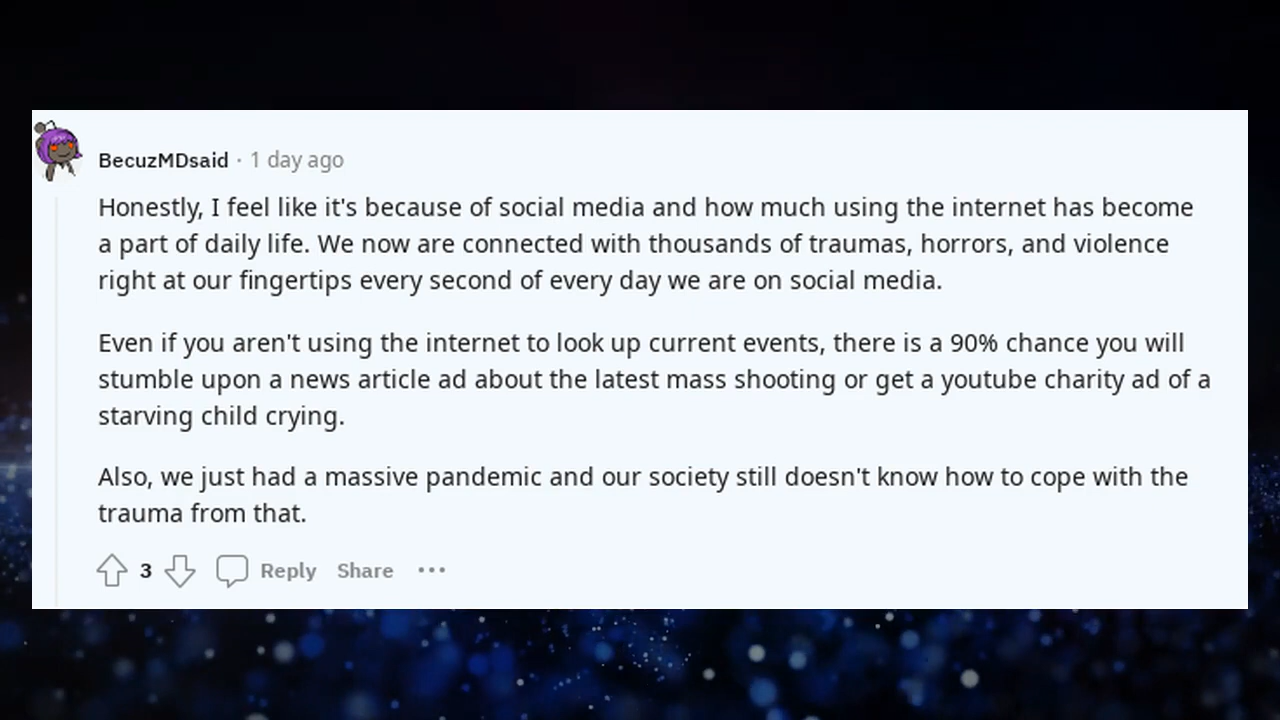 BecuzMDsaid · 1 day ago
Honestly, I feel like it's because of social media and how much using the internet has become
a part of daily life. We now are connected with thousands of traumas, horrors, and violence
right at our fingertips every second of every day we are on social media.
Even if you aren't using the internet to look up current events, there is a 90% chance you will
stumble upon a news article ad about the latest mass shooting or get a youtube charity ad of a
starving child crying.
Also, we just had a massive pandemic and our society still doesn't know how to cope with the
trauma from that.
3 Reply Share ...